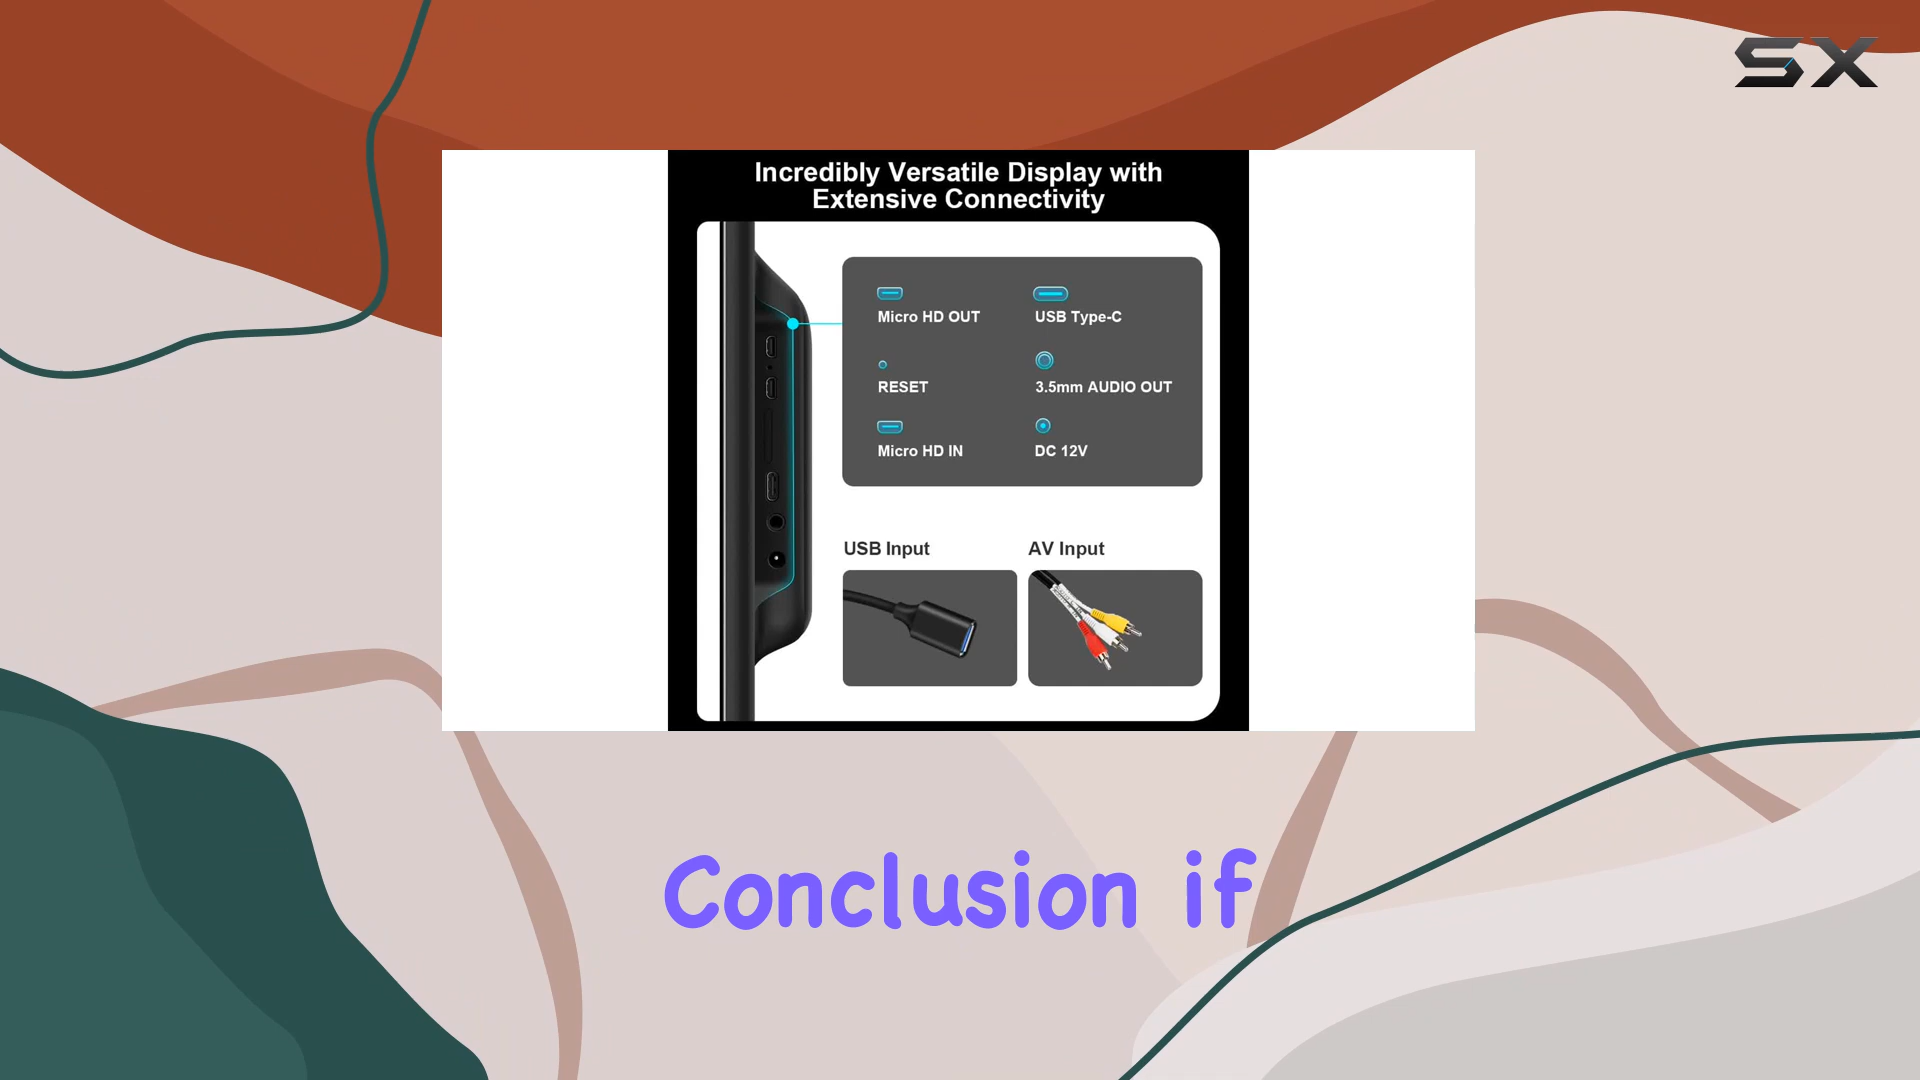 SX
Incredibly Versatile Display with
Extensive Connectivity
Micro HD OUT
USB Type-C
RESET
3.5mm AUDIO OUT
Micro HD IN
DC 12V
USB Input
AV Input
Conclusion if